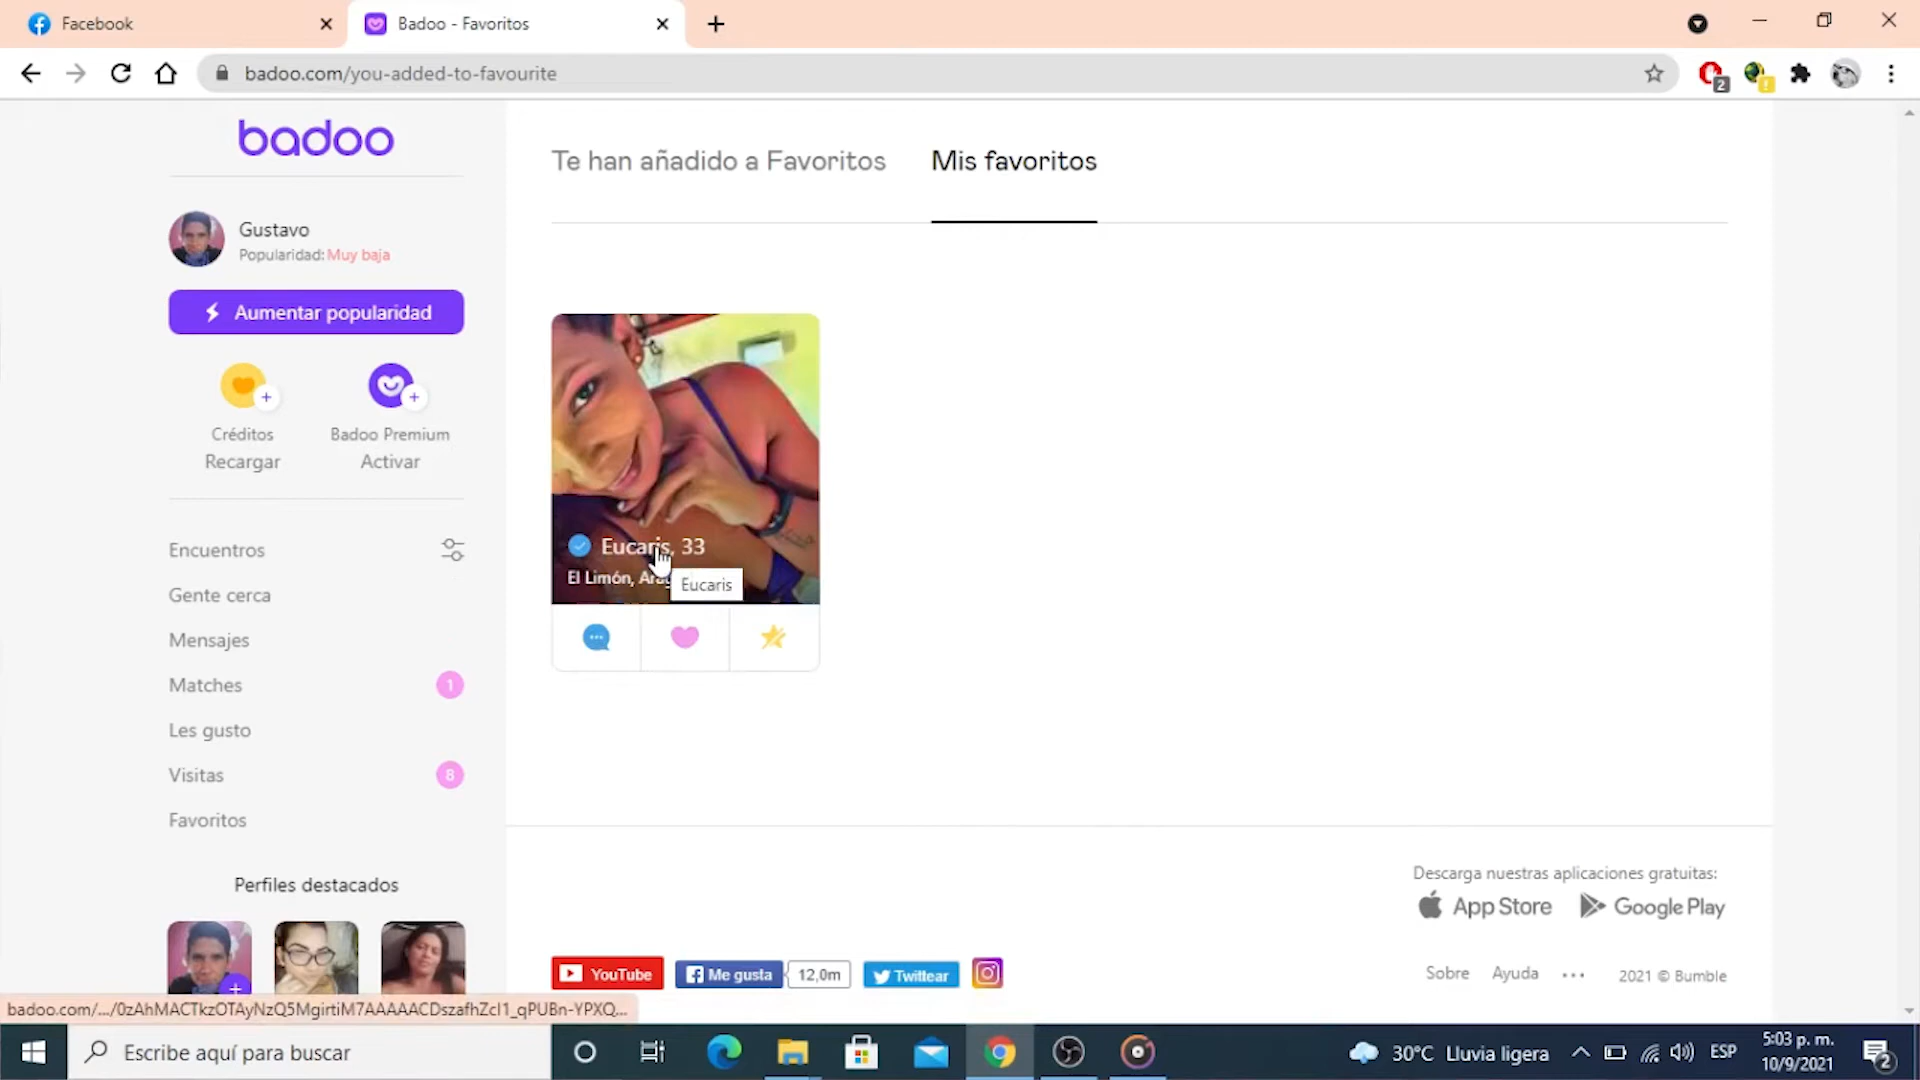 Facebook
Badoo - Favoritos
badoo.com/you-added-to-favourite
2
!
badoo
Te han añadido a Favoritos
Mis favoritos
Gustavo
Popularidad: Muy baja
Aumentar popularidad
Créditos
Recargar
Badoo Premium
Activar
Encuentros
Gente cerca
Mensajes
Matches
1
Les gusto
Visitas
8
Favoritos
Perfiles destacados
Eucaris, 33
El Limón,
Eucaris
Descarga nuestras aplicaciones gratuitas:
App Store
Google Play
YouTube
Me gusta
12,0m
Twittear
Sobre
Ayuda
2021 © Bumble
badoo.com/.../0zAhMACTkzOTAyNzQ5MgirtiM7AAAAACDszafhZcI1_qPUBn-YPXQ...
Escribe aquí para buscar
30°C Lluvia ligera
ESP
5:03 p. m.
10/9/2021
2